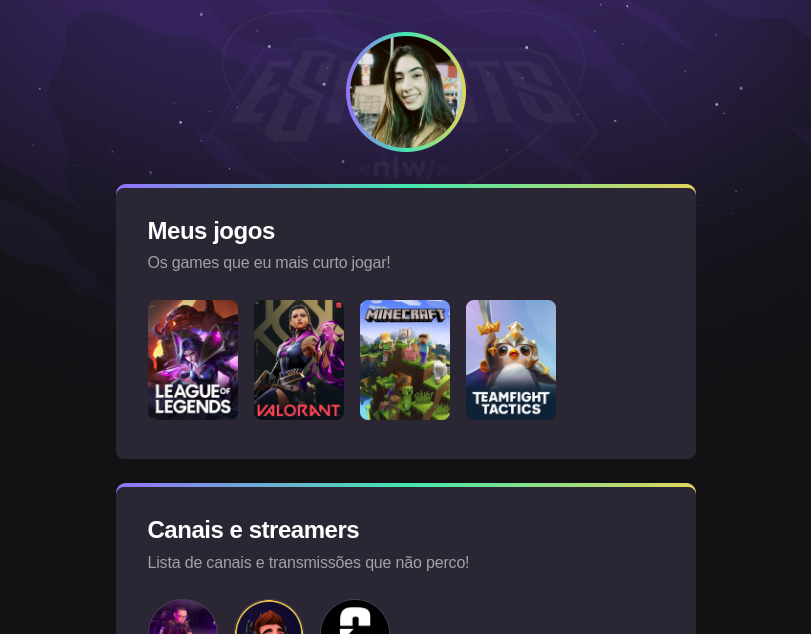 ESPORTS
<nlw/>
Meus jogos
Os games que eu mais curto jogar!
LEAGUE OF
LEGENDS
VALORANT
MINECRAFT
TEAMFIGHT
TACTICS
Canais e streamers
Lista de canais e transmissões que não perco!